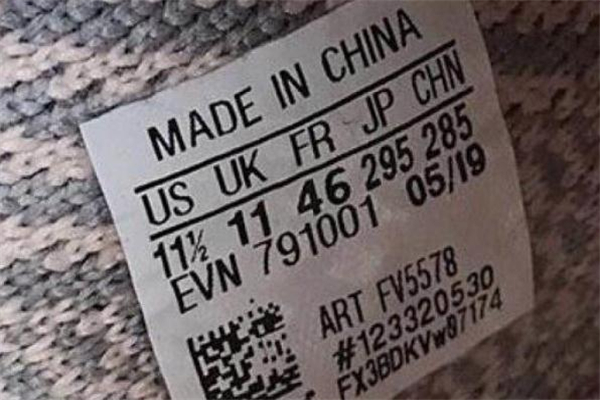 MADE IN CHINA
US UK FR JP CHN
11½ 11 46 295 285
EVN 791001 05/19
ART FV5578
#123320530
FX3BDKVw87174